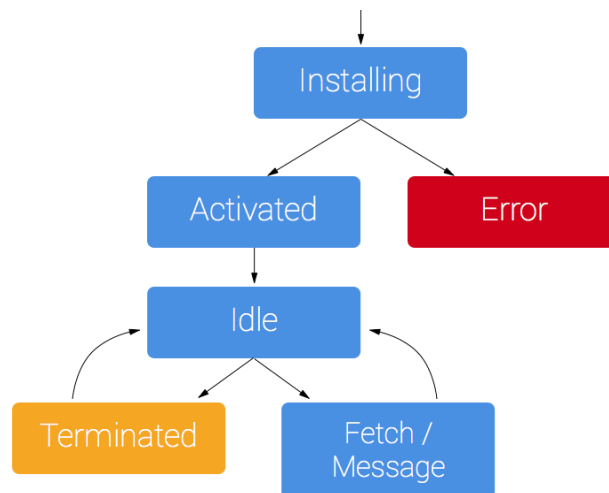 Installing
Activated
Error
Idle
Terminated
Fetch /
Message